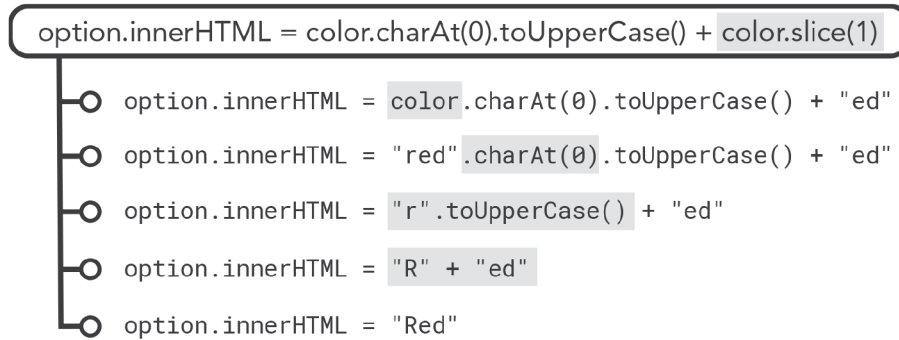 option.innerHTML = color.charAt(0).toUpperCase() + color.slice(1)
option.innerHTML = color.charAt(0).toUpperCase() + "ed"
option.innerHTML = "red".charAt(0).toUpperCase() + "ed"
option.innerHTML = "r".toUpperCase() + "ed"
option.innerHTML = "R" + "ed"
option.innerHTML = "Red"